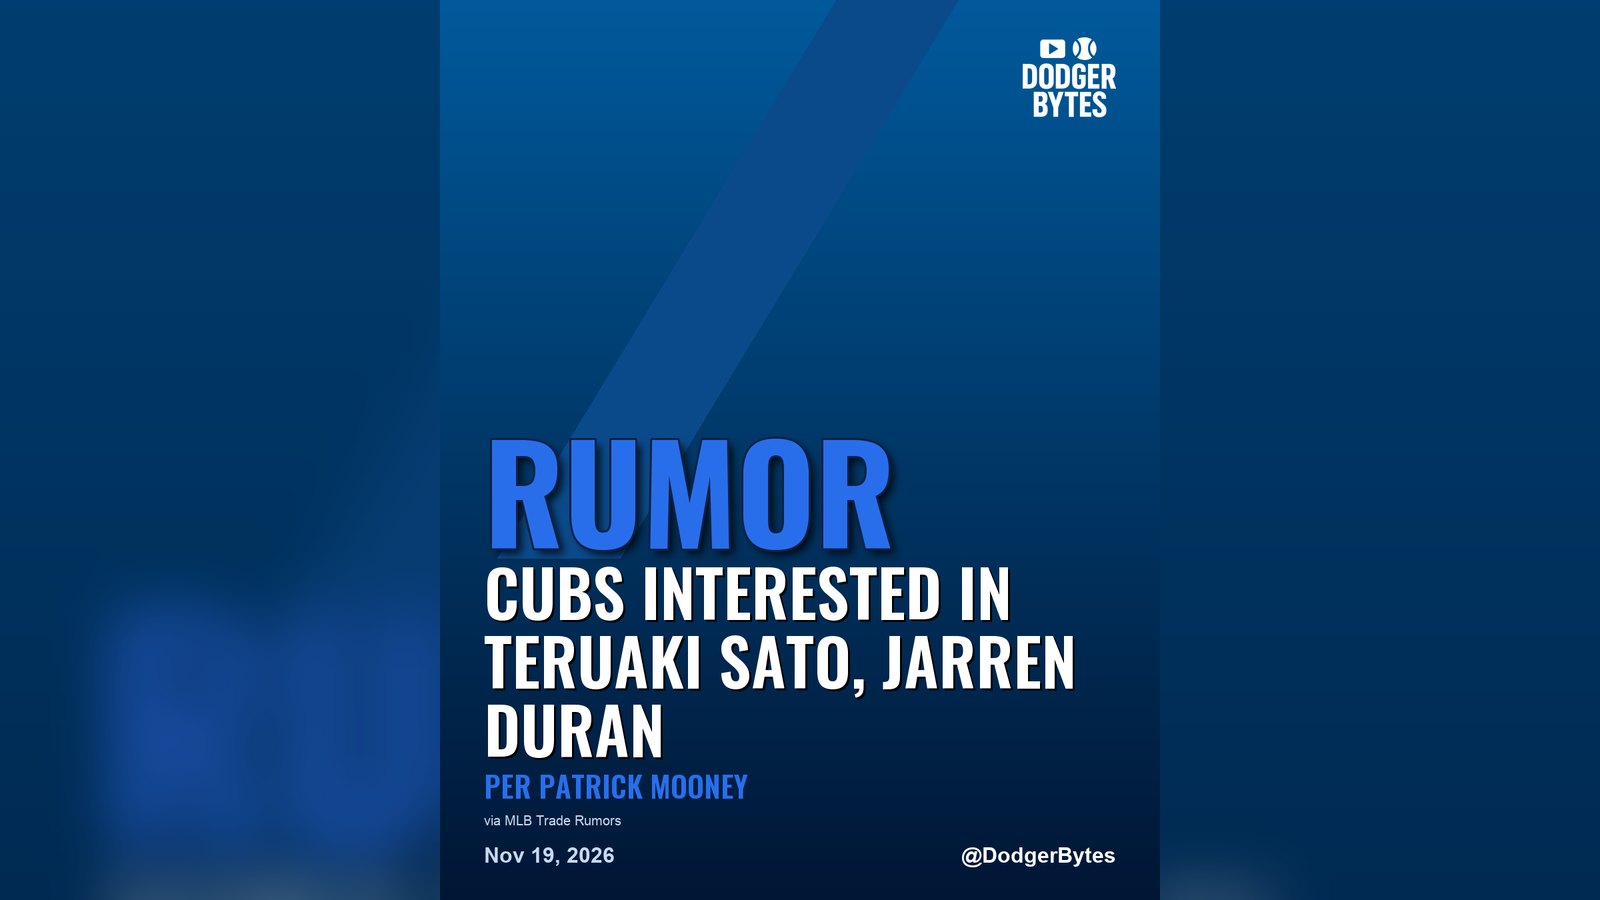 DODGER
BYTES
RUMOR
CUBS INTERESTED IN
TERUAKI SATO, JARREN
DURAN
PER PATRICK MOONEY
via MLB Trade Rumors
Nov 19, 2026
@DodgerBytes